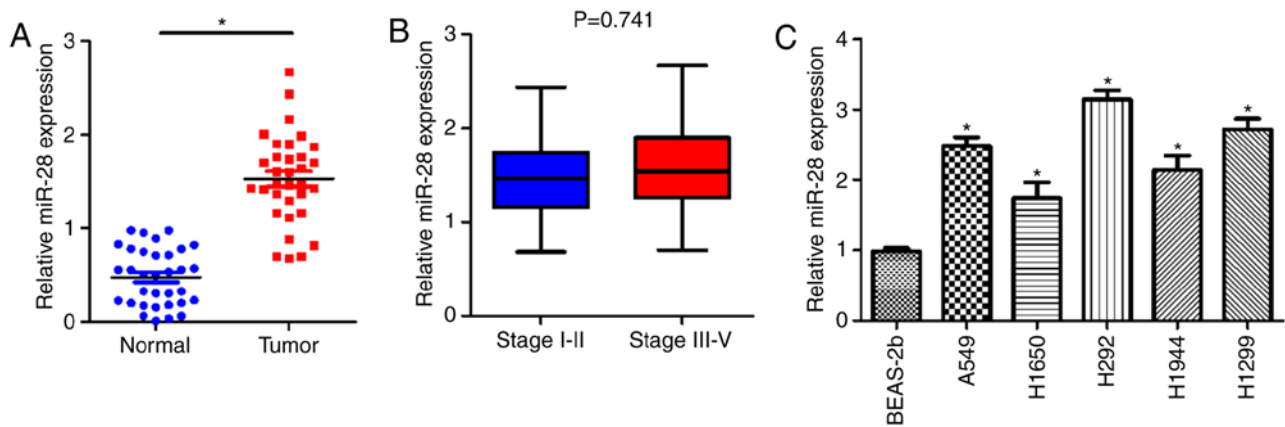 A
*
Relative miR-28 expression
3
2
1
0
Normal Tumor
B
P=0.741
Relative miR-28 expression
3
2
1
0
Stage I-II Stage III-V
C
Relative miR-28 expression
4
3
2
1
0
*
*
*
*
*
BEAS-2b
A549
H1650
H292
H1944
H1299